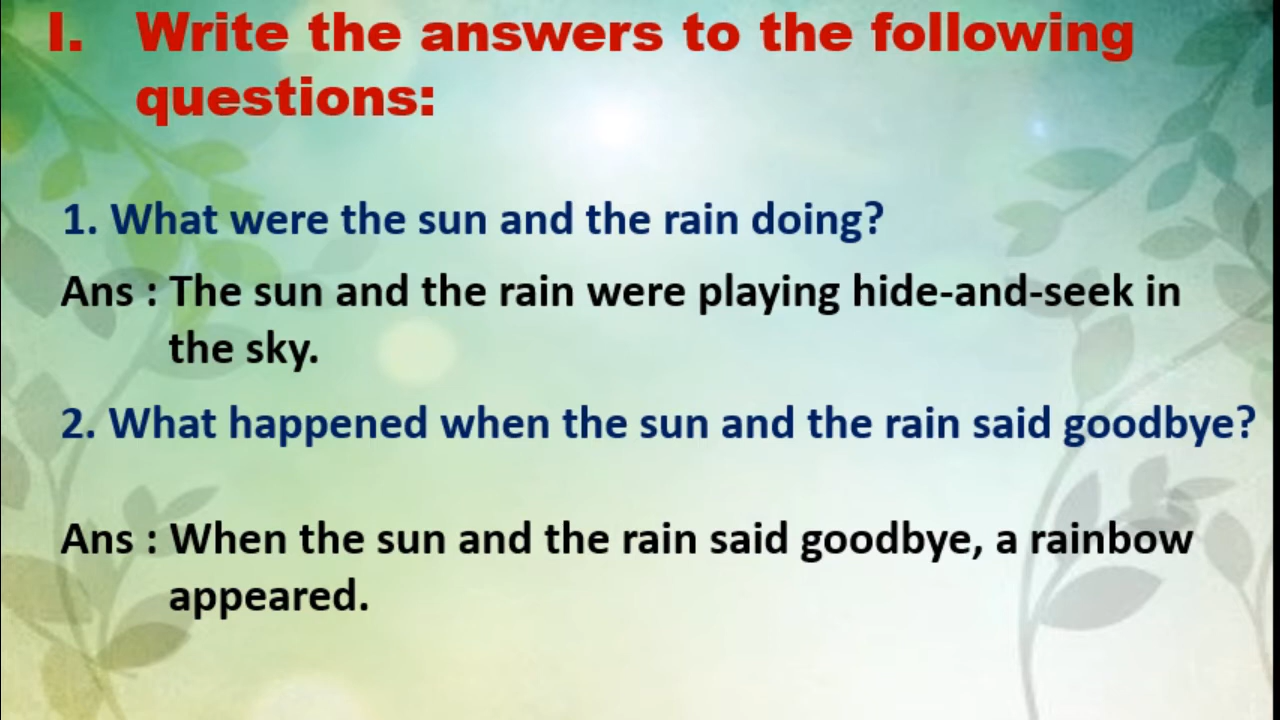 I. Write the answers to the following
questions:
1. What were the sun and the rain doing?
Ans : The sun and the rain were playing hide-and-seek in
the sky.
2. What happened when the sun and the rain said goodbye?
Ans : When the sun and the rain said goodbye, a rainbow
appeared.